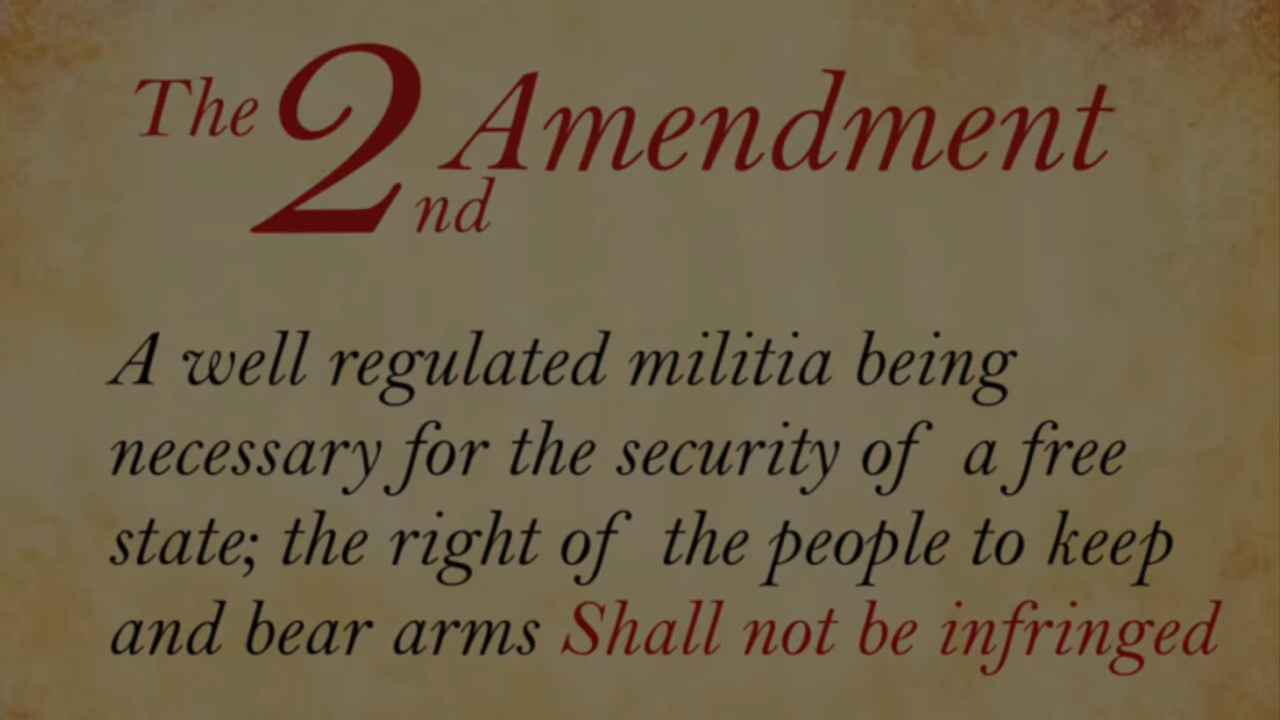 The 2nd Amendment
A well regulated militia being
necessary for the security of a free
state; the right of the people to keep
and bear arms Shall not be infringed